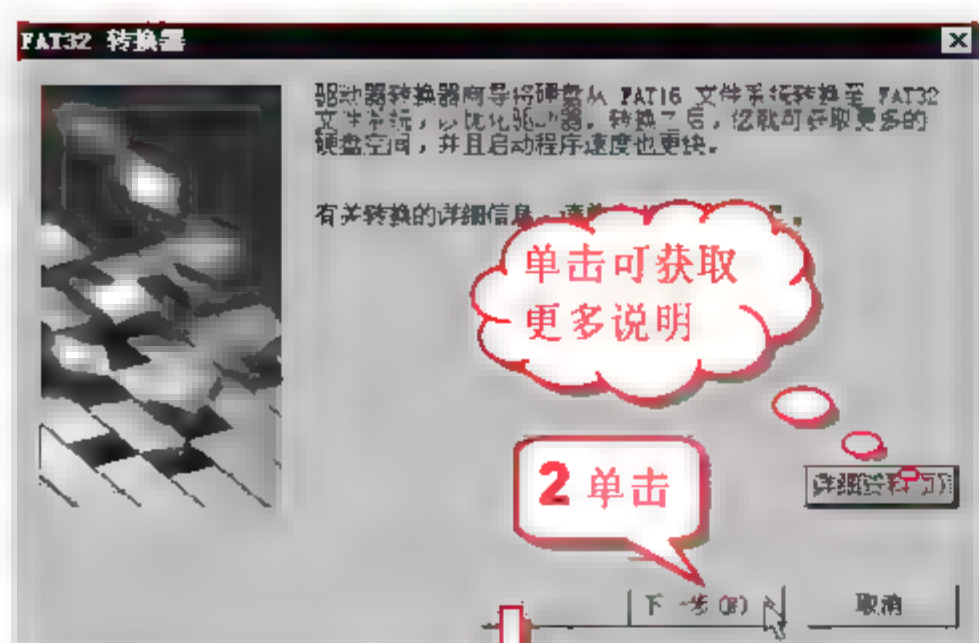 FAT32 转换器
驱动器转换器向导将硬盘从 FAT16 文件系统转换至 FAT32
文件系统，以优化驱动器。转换之后，您就可获取更多的
硬盘空间，并且启动程序速度也更快。
有关转换的详细信息，请单
单击可获取
更多说明
2 单击
详细资料(D)
下一步(N)
取消